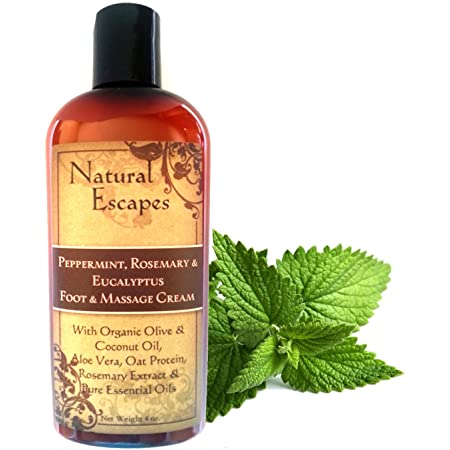 Natural
Escapes
Peppermint, Rosemary &
Eucalyptus
Foot & Massage Cream
With Organic Olive &
Coconut Oil,
Aloe Vera, Oat Protein,
Rosemary Extract &
Pure Essential Oils
Net Weight 4 oz.